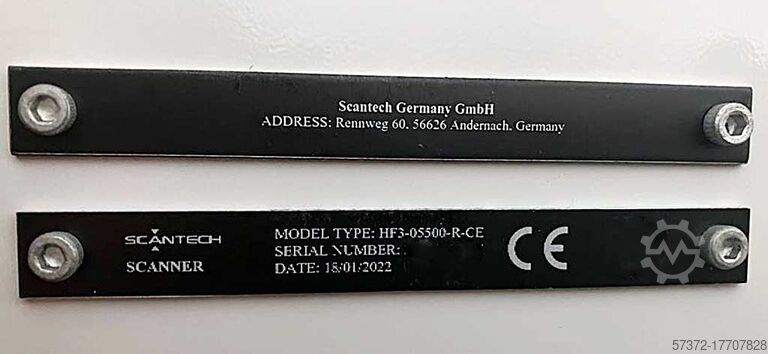 Scantech Germany GmbH
ADDRESS: Rennweg 60. 56626 Andernach. Germany
SCANTECH
SCANNER
MODEL TYPE: HF3-05500-R-CE
SERIAL NUMBER:
DATE: 18/01/2022
CE
57372-17707828